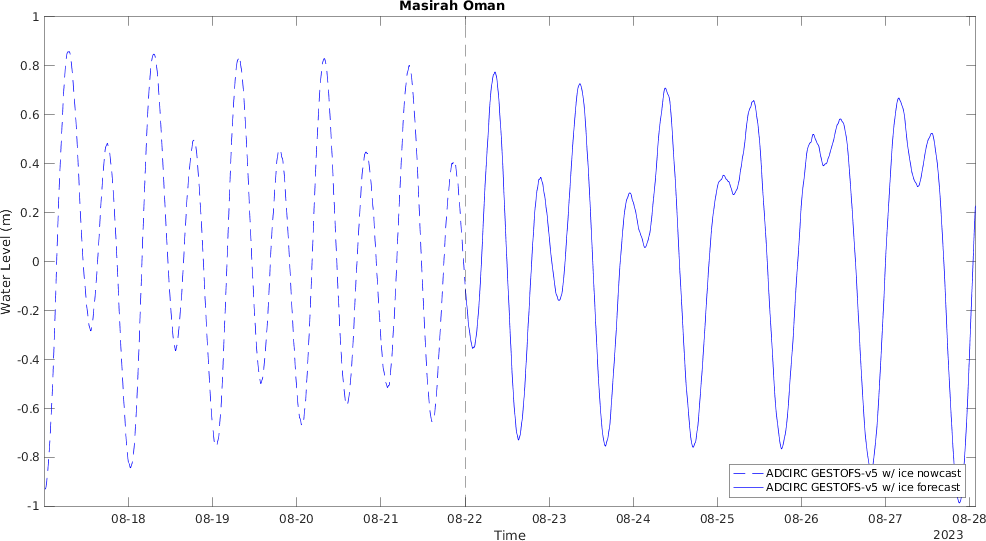 Masirah Oman
Water Level (m)
1
0.8
0.6
0.4
0.2
0
-0.2
-0.4
-0.6
-0.8
-1
ADCIRC GESTOFS-v5 w/ ice nowcast
ADCIRC GESTOFS-v5 w/ ice forecast
08-18 08-19 08-20 08-21 08-22 08-23 08-24 08-25 08-26 08-27 08-28
Time
2023